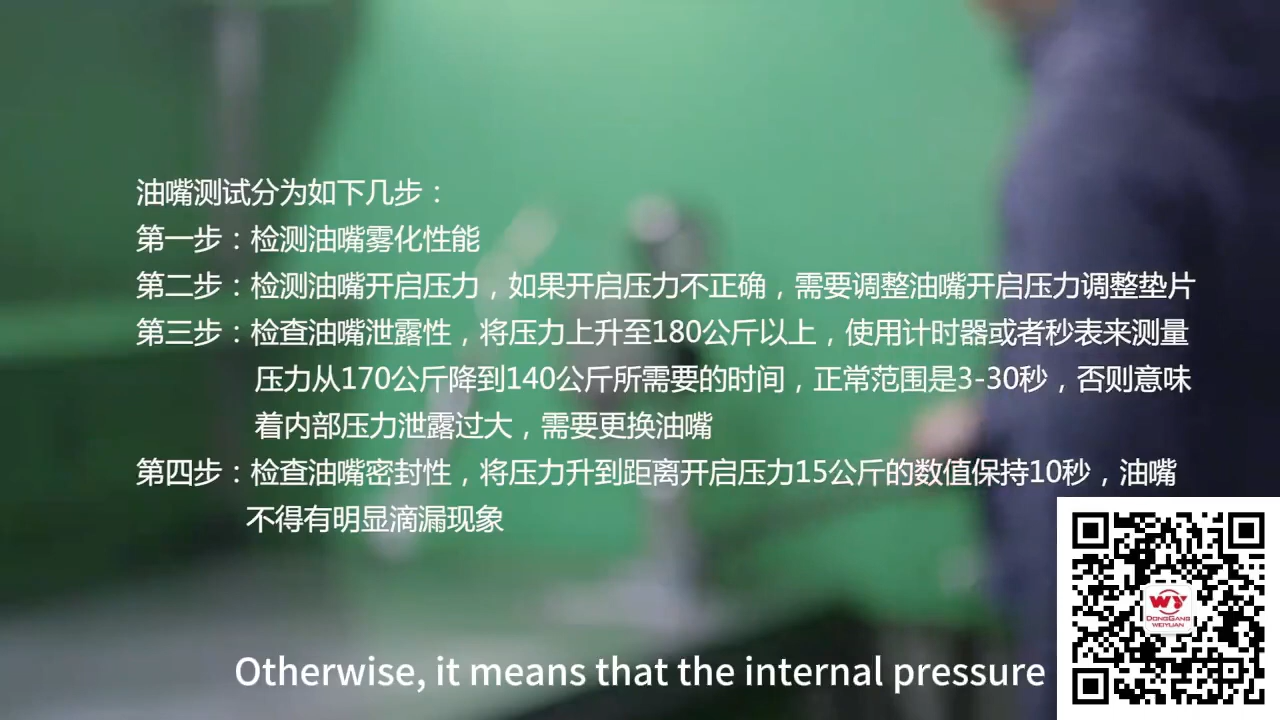 油嘴测试分为如下几步：
第一步：检测油嘴雾化性能
第二步：检测油嘴开启压力，如果开启压力不正确，需要调整油嘴开启压力调整垫片
第三步：检查油嘴泄露性，将压力上升至180公斤以上，使用计时器或者秒表来测量
压力从170公斤降到140公斤所需要的时间，正常范围是3-30秒，否则意味
着内部压力泄露过大，需要更换油嘴
第四步：检查油嘴密封性，将压力升到距离开启压力15公斤的数值保持10秒，油嘴
不得有明显滴漏现象
WY
DONGGANG
WEIYUAN
Otherwise, it means that the internal pressure